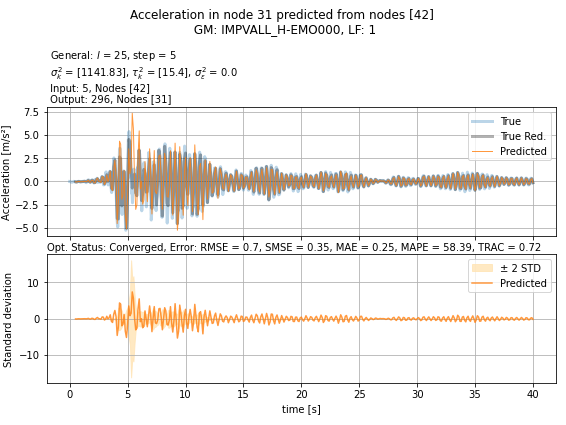 Acceleration in node 31 predicted from nodes [42]
GM: IMPVALL_H-EMO000, LF: 1
General: l = 25, step = 5
σ_k² = [1141.83], τ_k² = [15.4], σ_ε² = 0.0
Input: 5, Nodes [42]
Output: 296, Nodes [31]
7.5
5.0
2.5
0.0
−2.5
−5.0
Acceleration [m/s²]
True
True Red.
Predicted
Opt. Status: Converged, Error: RMSE = 0.7, SMSE = 0.35, MAE = 0.25, MAPE = 58.39, TRAC = 0.72
10
0
−10
Standard deviation
± 2 STD
Predicted
0 5 10 15 20 25 30 35 40
time [s]